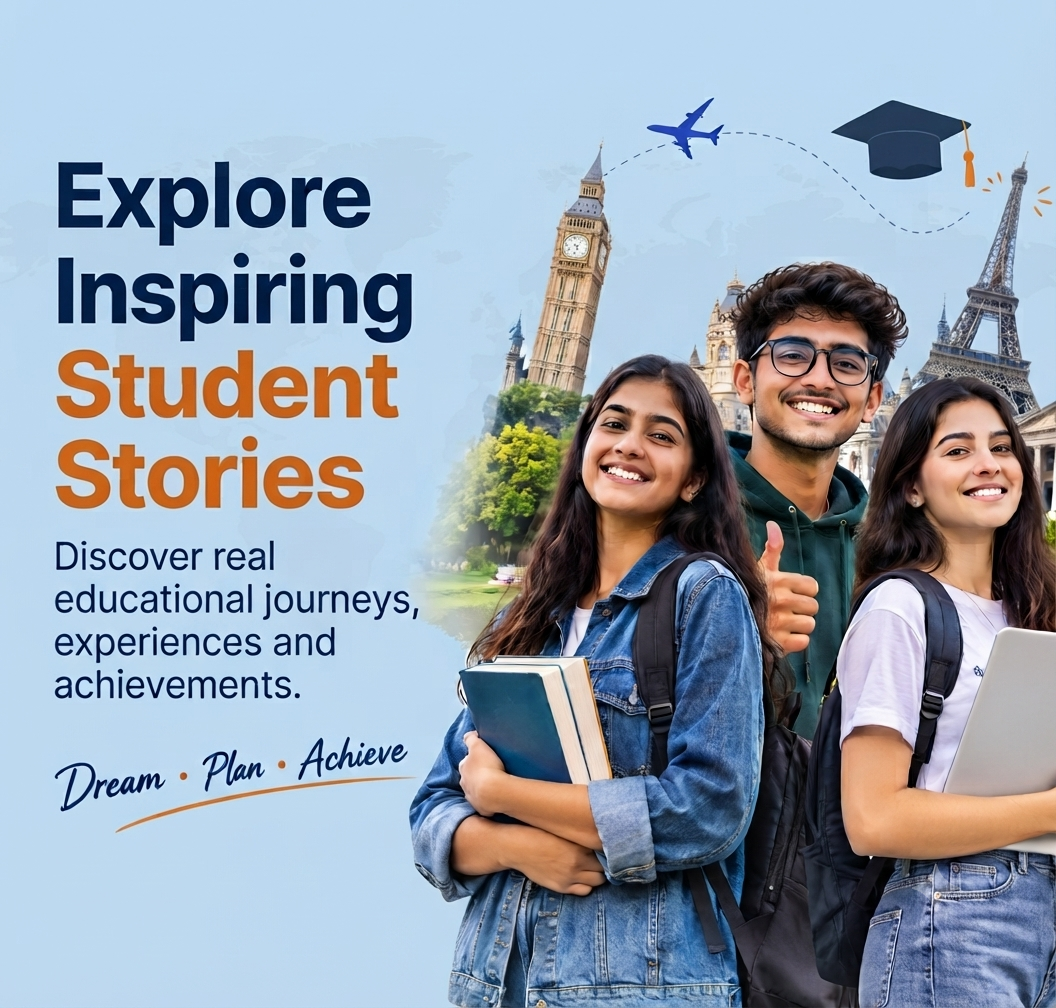 Explore
Inspiring
Student
Stories
Discover real
educational journeys,
experiences and
achievements.
Dream • Plan • Achieve